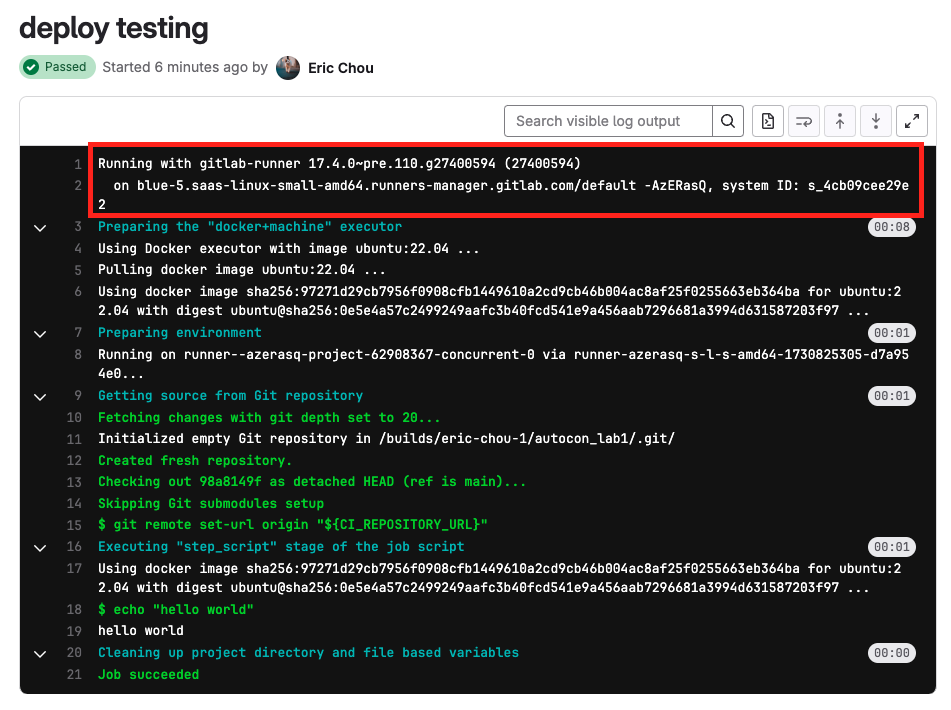 deploy testing
Passed Started 6 minutes ago by Eric Chou
Search visible log output
1 Running with gitlab-runner 17.4.0~pre.110.g27400594 (27400594)
2 on blue-5.saas-linux-small-amd64.runners-manager.gitlab.com/default -AzERasQ, system ID: s_4cb09cee29e
2
3 Preparing the "docker+machine" executor 00:08
4 Using Docker executor with image ubuntu:22.04 ...
5 Pulling docker image ubuntu:22.04 ...
6 Using docker image sha256:97271d29cb7956f0908cfb1449610a2cd9cb46b004ac8af25f0255663eb364ba for ubuntu:2
2.04 with digest ubuntu@sha256:0e5e4a57c2499249aafc3b40fcd541e9a456aab7296681a3994d631587203f97 ...
7 Preparing environment 00:01
8 Running on runner--azerasq-project-62908367-concurrent-0 via runner-azerasq-s-l-s-amd64-1730825305-d7a95
4e0...
9 Getting source from Git repository 00:01
10 Fetching changes with git depth set to 20...
11 Initialized empty Git repository in /builds/eric-chou-1/autocon_lab1/.git/
12 Created fresh repository.
13 Checking out 98a8149f as detached HEAD (ref is main)...
14 Skipping Git submodules setup
15 $ git remote set-url origin "${CI_REPOSITORY_URL}"
16 Executing "step_script" stage of the job script 00:01
17 Using docker image sha256:97271d29cb7956f0908cfb1449610a2cd9cb46b004ac8af25f0255663eb364ba for ubuntu:2
2.04 with digest ubuntu@sha256:0e5e4a57c2499249aafc3b40fcd541e9a456aab7296681a3994d631587203f97 ...
18 $ echo "hello world"
19 hello world
20 Cleaning up project directory and file based variables 00:00
21 Job succeeded